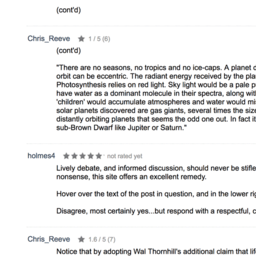 (cont'd)
Chris_Reeve ★ 1 / 5 (6)
(cont'd)
"There are no seasons, no tropics and no ice-caps. A planet
orbit can be eccentric. The radiant energy received by the pla
Photosynthesis relies on red light. Sky light would be a pale p
have water as a dominant molecule in their spectra, along wit
'children' would accumulate atmospheres and water would mi
solar planets discovered are gas giants, several times the size
distantly orbiting planets that seems the odd one out. In fact it
sub-Brown Dwarf like Jupiter or Saturn."
holmes4 ★★★★★ not rated yet
Lively debate, and informed discussion, should never be stifle
nonsense, this site offers an excellent remedy.
Hover over the text of the post in question, and in the lower rig
Disagree, most certainly yes...but respond with a respectful, c
Chris_Reeve ★ 1.8 / 5 (7)
Notice that by adopting Wal Thornhill's additional claim that lif